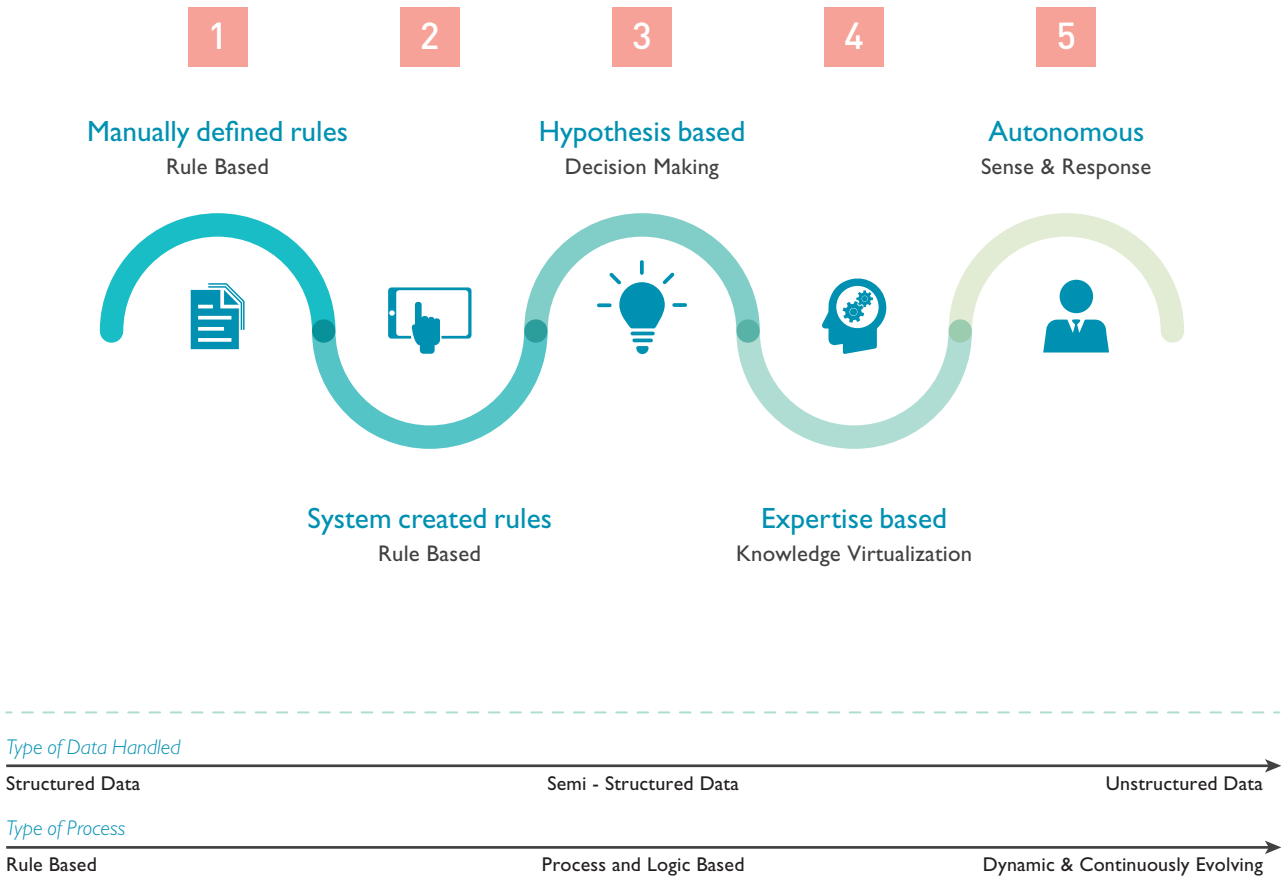 1
2
3
4
5
Manually defined rules
Rule Based
Hypothesis based
Decision Making
Autonomous
Sense & Response
System created rules
Rule Based
Expertise based
Knowledge Virtualization
Type of Data Handled
Structured Data
Semi - Structured Data
Unstructured Data
Type of Process
Rule Based
Process and Logic Based
Dynamic & Continuously Evolving